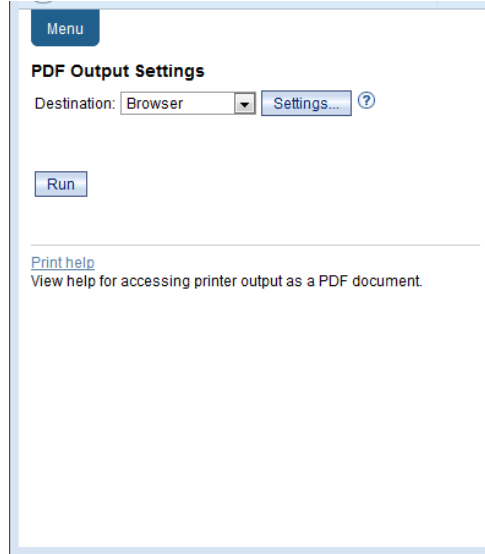 Menu
PDF Output Settings
Destination: Browser Settings... ?
Run
Print help
View help for accessing printer output as a PDF document.